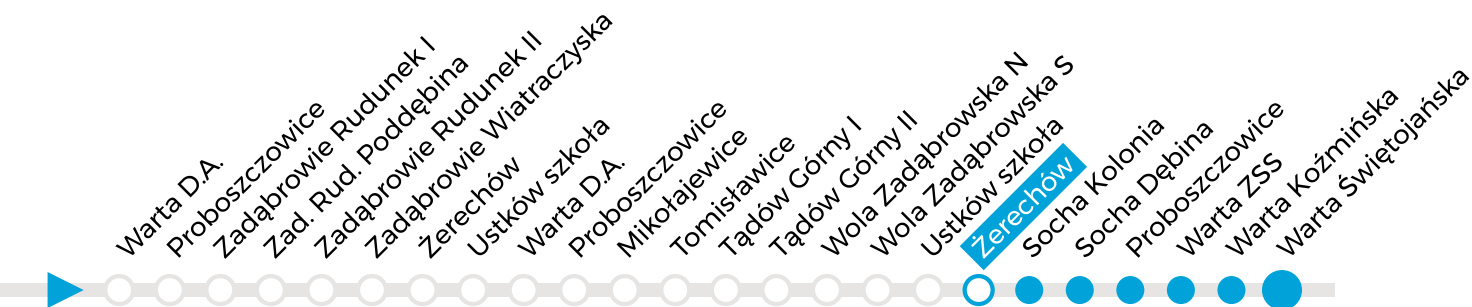 Warta D.A.
Proboszczowice
Zadąbrowie Rudunek I
Zad. Rud. Poddębina
Zadąbrowie Rudunek II
Zadąbrowie Wiatraczyska
Żerechów
Ustków szkoła
Warta D.A.
Proboszczowice
Mikołajewice
Tomisławice
Tądów Górny I
Tądów Górny II
Wola Zadąbrowska N
Wola Zadąbrowska S
Ustków szkoła
Żerechów
Socha Kolonia
Socha Dębina
Proboszczowice
Warta ZSS
Warta Koźmińska
Warta Świętojańska